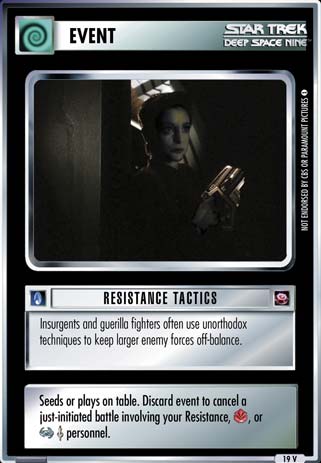 EVENT
STAR TREK
DEEP SPACE NINE
NOT ENDORSED BY CBS OR PARAMOUNT PICTURES
RESISTANCE TACTICS
Insurgents and guerilla fighters often use unorthodox
techniques to keep larger enemy forces off-balance.
Seeds or plays on table. Discard event to cancel a
just-initiated battle involving your Resistance, , or
personnel.
19 V